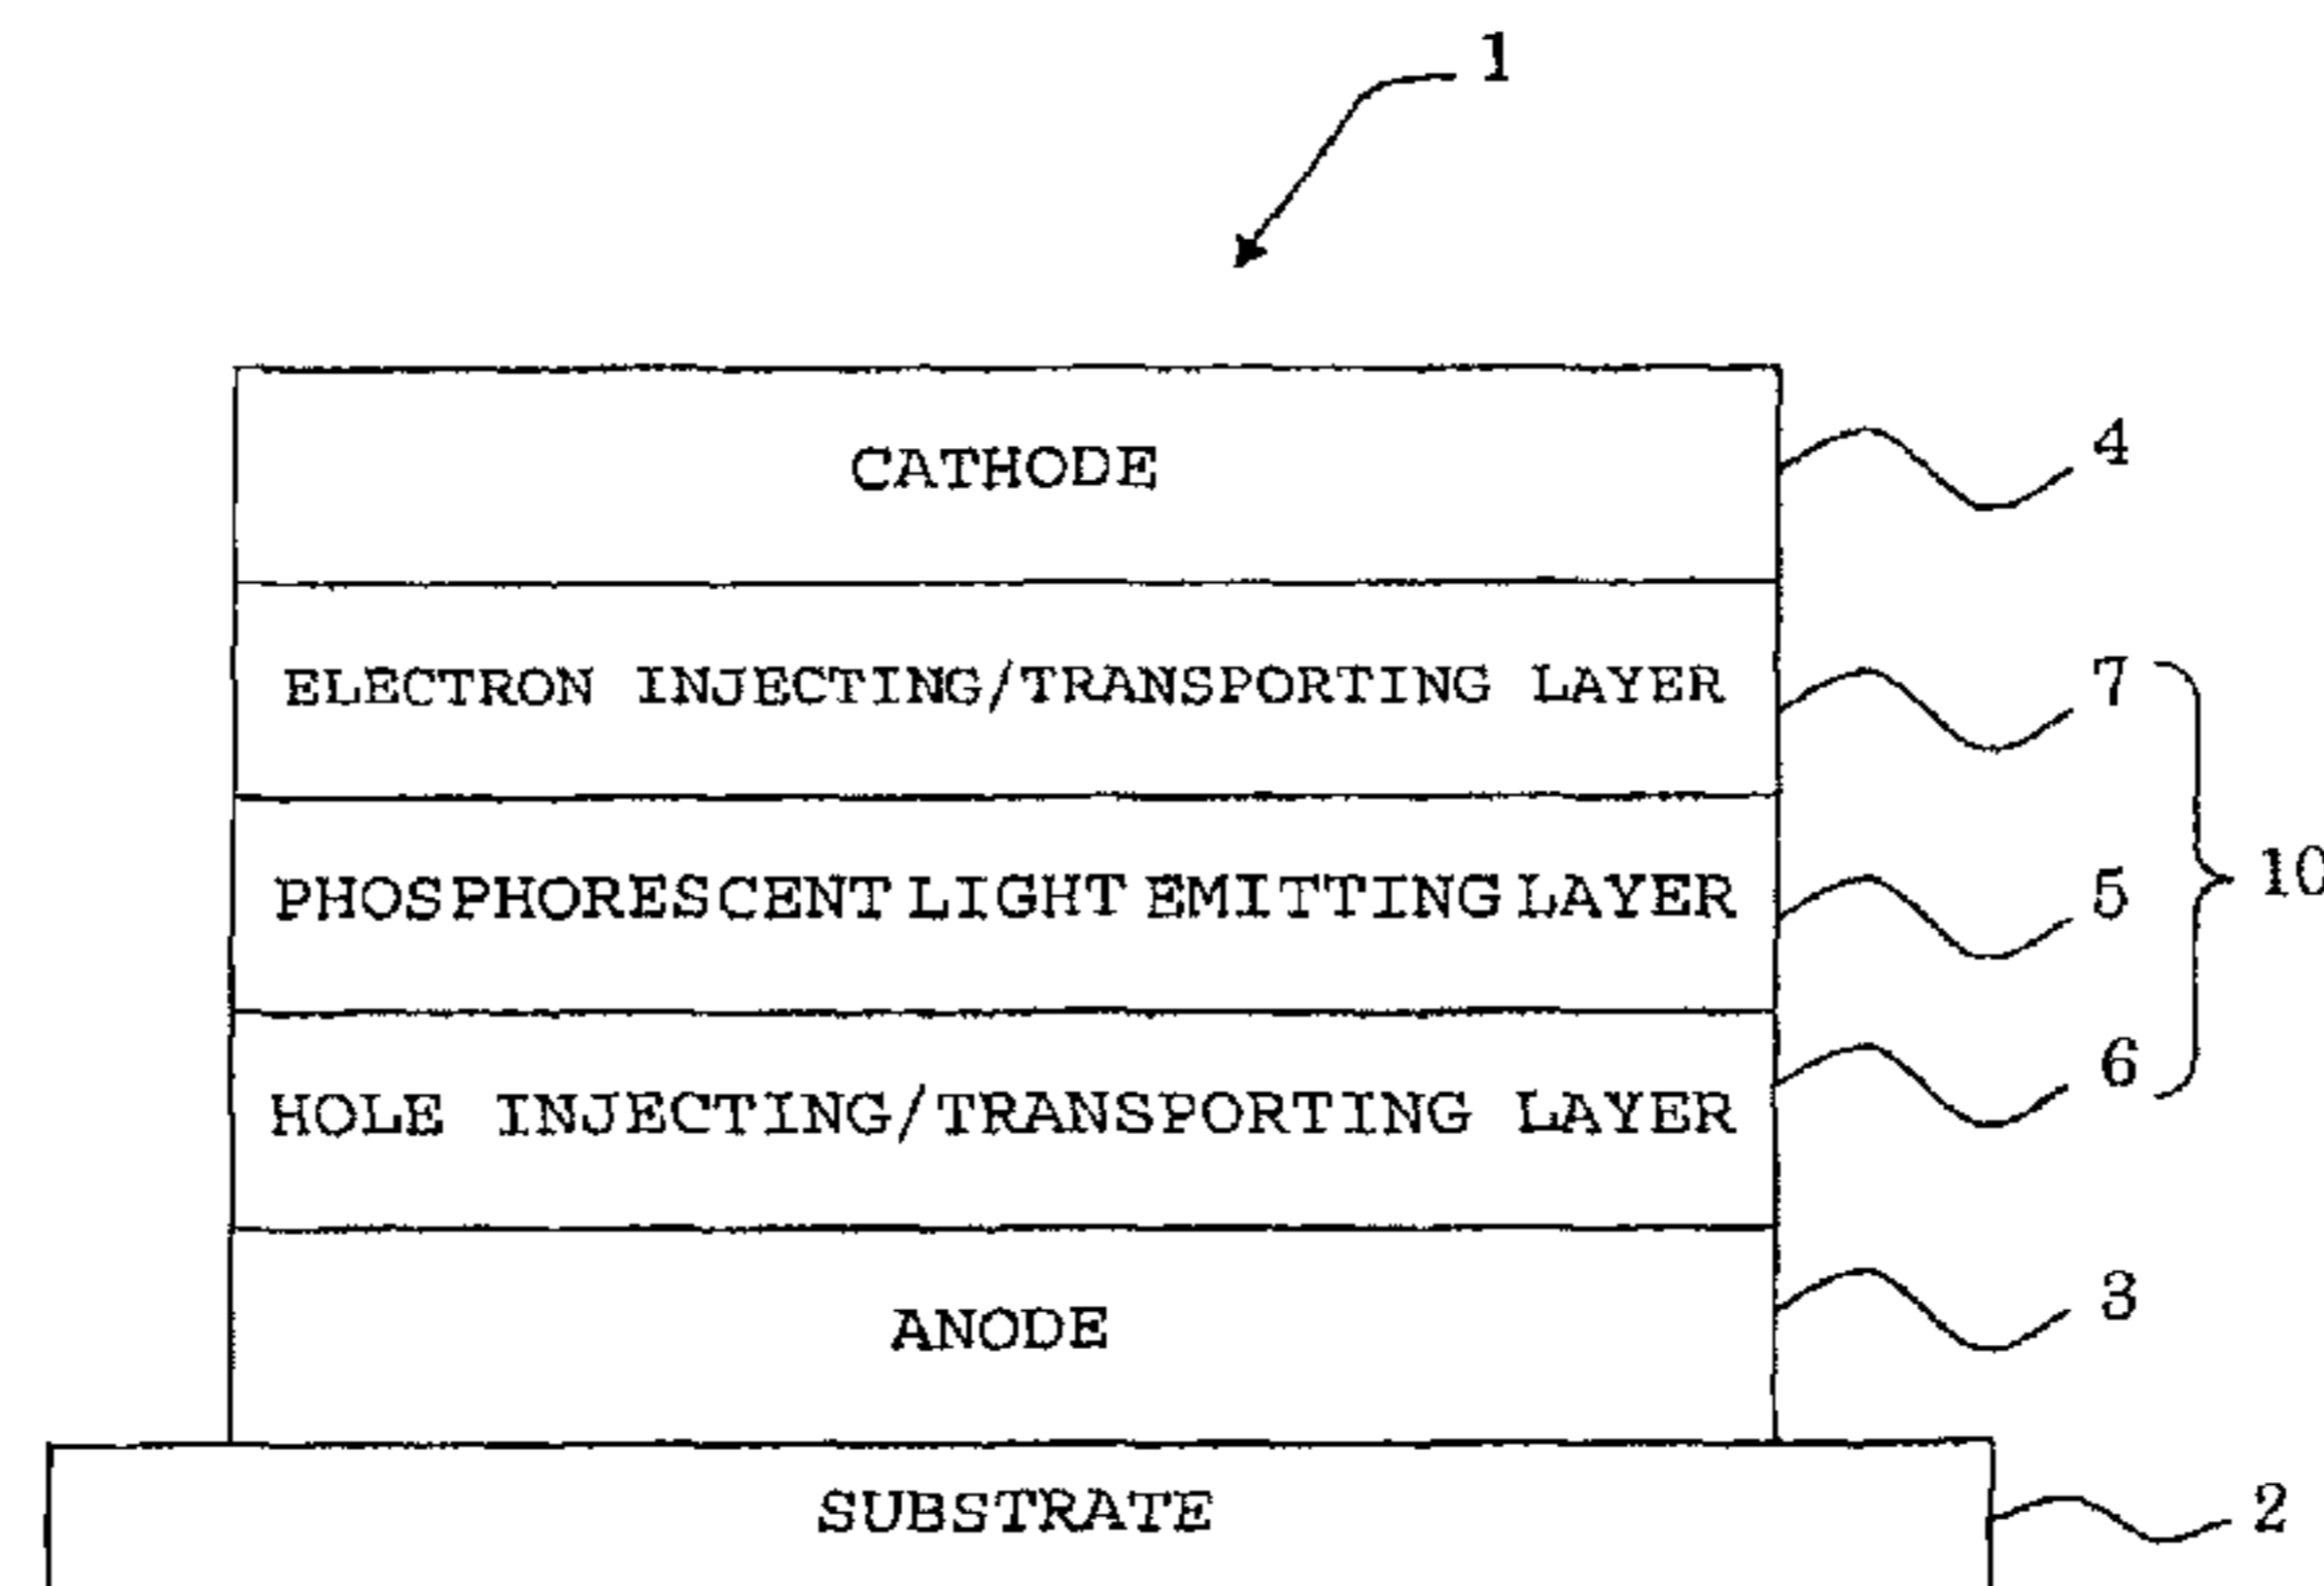 1
CATHODE 4
ELECTRON INJECTING/TRANSPORTING LAYER 7
PHOSPHORESCENT LIGHT EMITTING LAYER 5 10
HOLE INJECTING/TRANSPORTING LAYER 6
ANODE 3
SUBSTRATE 2